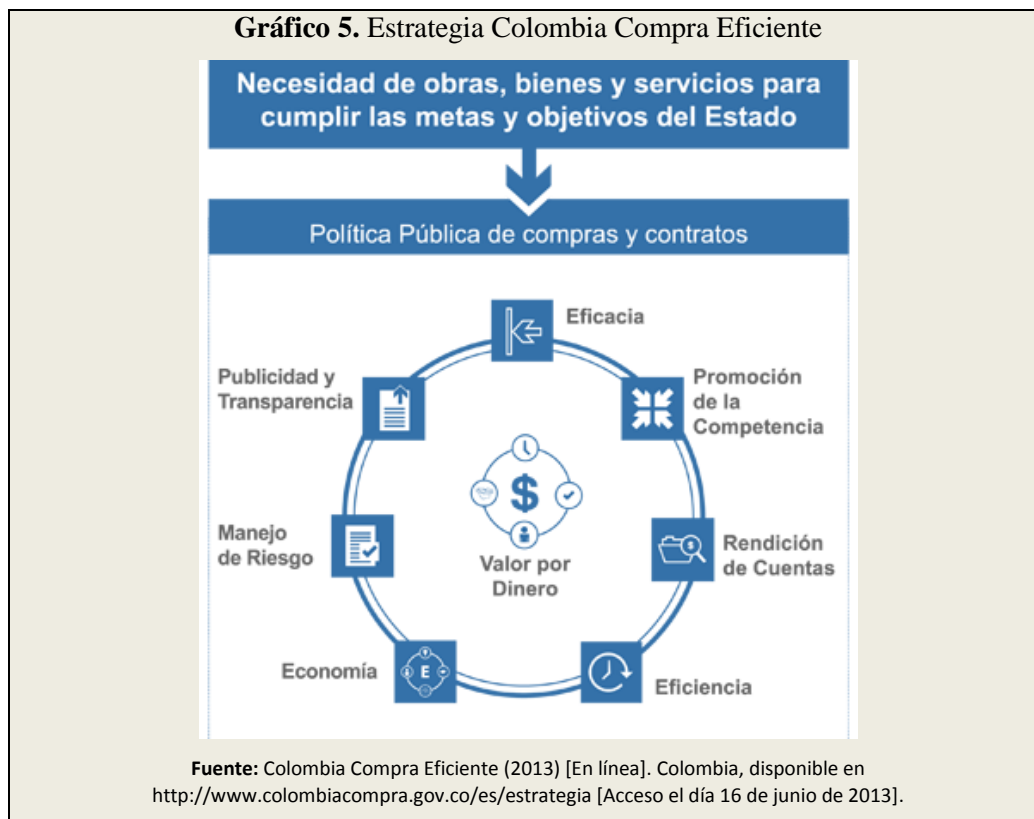 Gráfico 5. Estrategia Colombia Compra Eficiente
Necesidad de obras, bienes y servicios para
cumplir las metas y objetivos del Estado
Política Pública de compras y contratos
Eficacia
Publicidad y
Transparencia
Promoción
de la
Competencia
$
Valor por
Dinero
Manejo
de Riesgo
Rendición
de Cuentas
$
Economía
E
Eficiencia
Fuente: Colombia Compra Eficiente (2013) [En línea]. Colombia, disponible en
http://www.colombiacompra.gov.co/es/estrategia [Acceso el día 16 de junio de 2013].